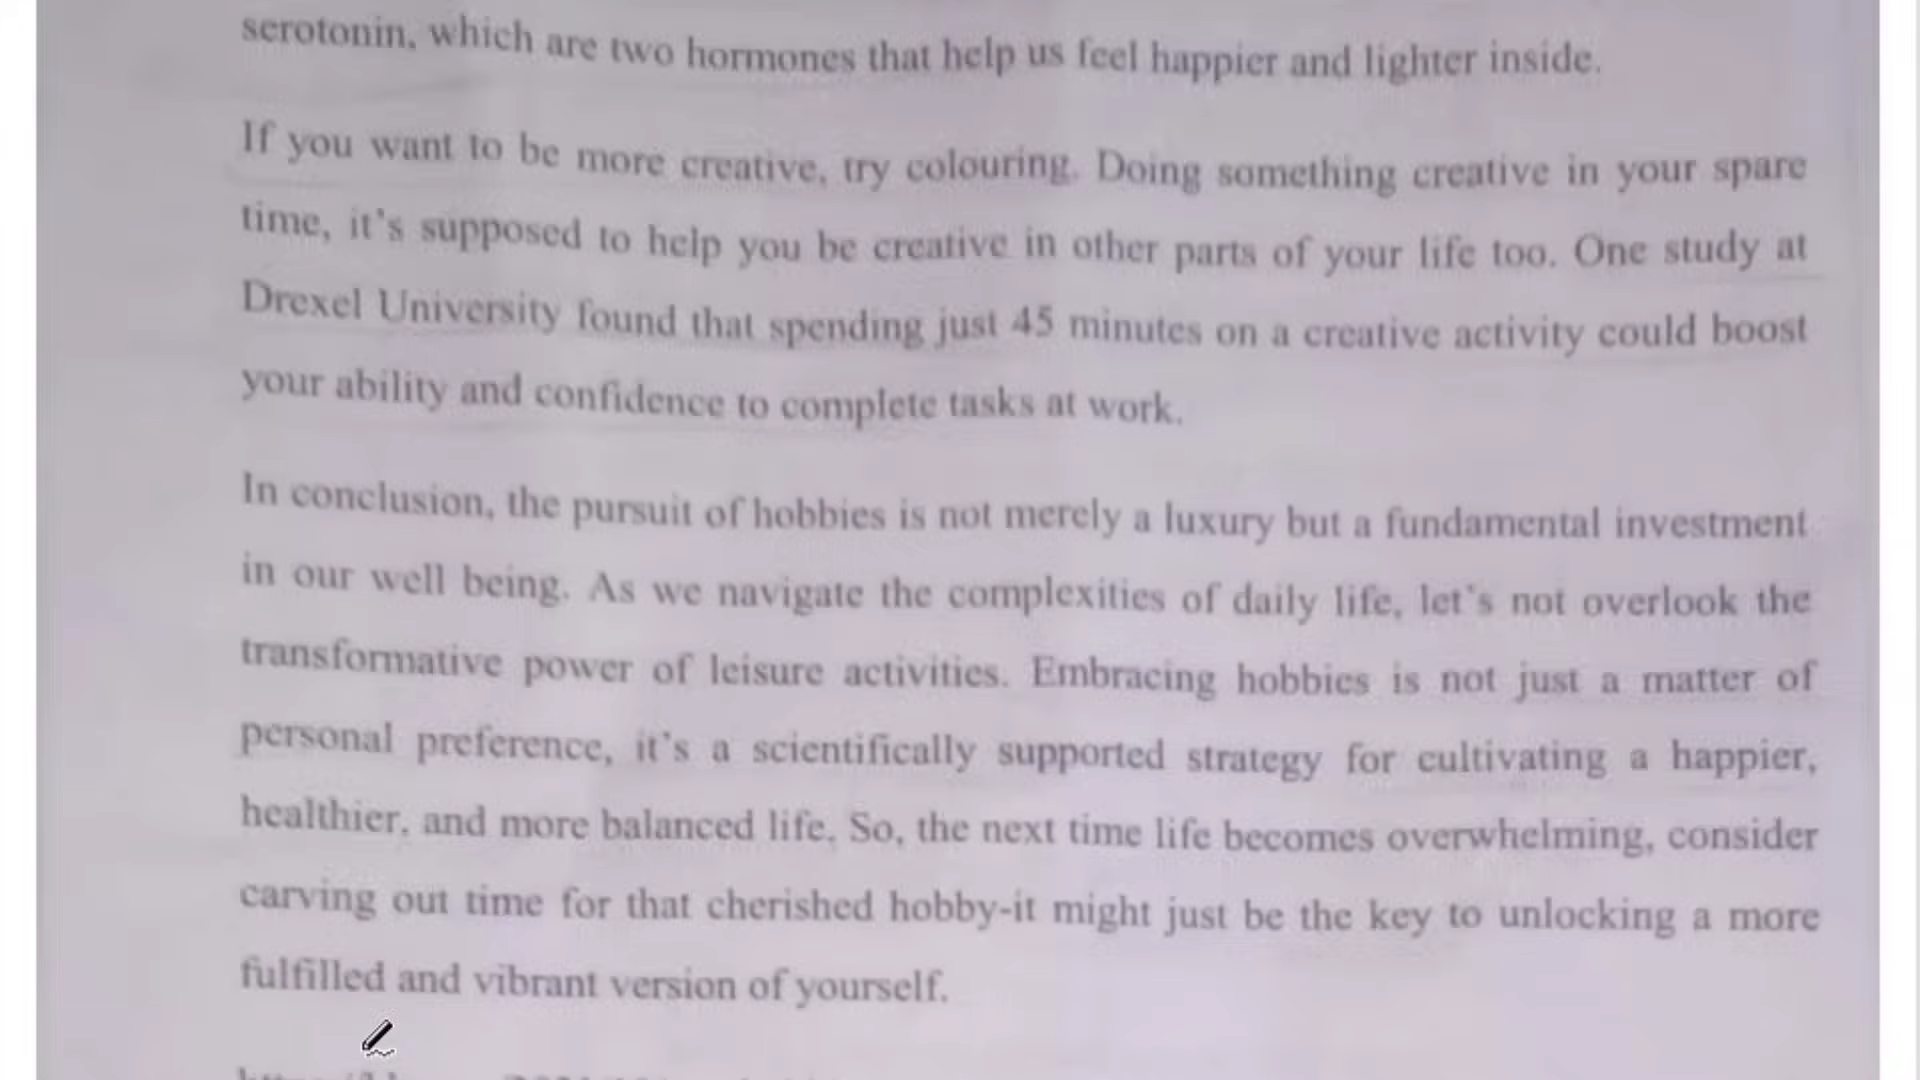 serotonin, which are two hormones that help us feel happier and lighter inside.
If you want to be more creative, try colouring. Doing something creative in your spare
time, it's supposed to help you be creative in other parts of your life too. One study at
Drexel University found that spending just 45 minutes on a creative activity could boost
your ability and confidence to complete tasks at work.
In conclusion, the pursuit of hobbies is not merely a luxury but a fundamental investment
in our well being. As we navigate the complexities of daily life, let's not overlook the
transformative power of leisure activities. Embracing hobbies is not just a matter of
personal preference, it's a scientifically supported strategy for cultivating a happier,
healthier, and more balanced life. So, the next time life becomes overwhelming, consider
carving out time for that cherished hobby-it might just be the key to unlocking a more
fulfilled and vibrant version of yourself.